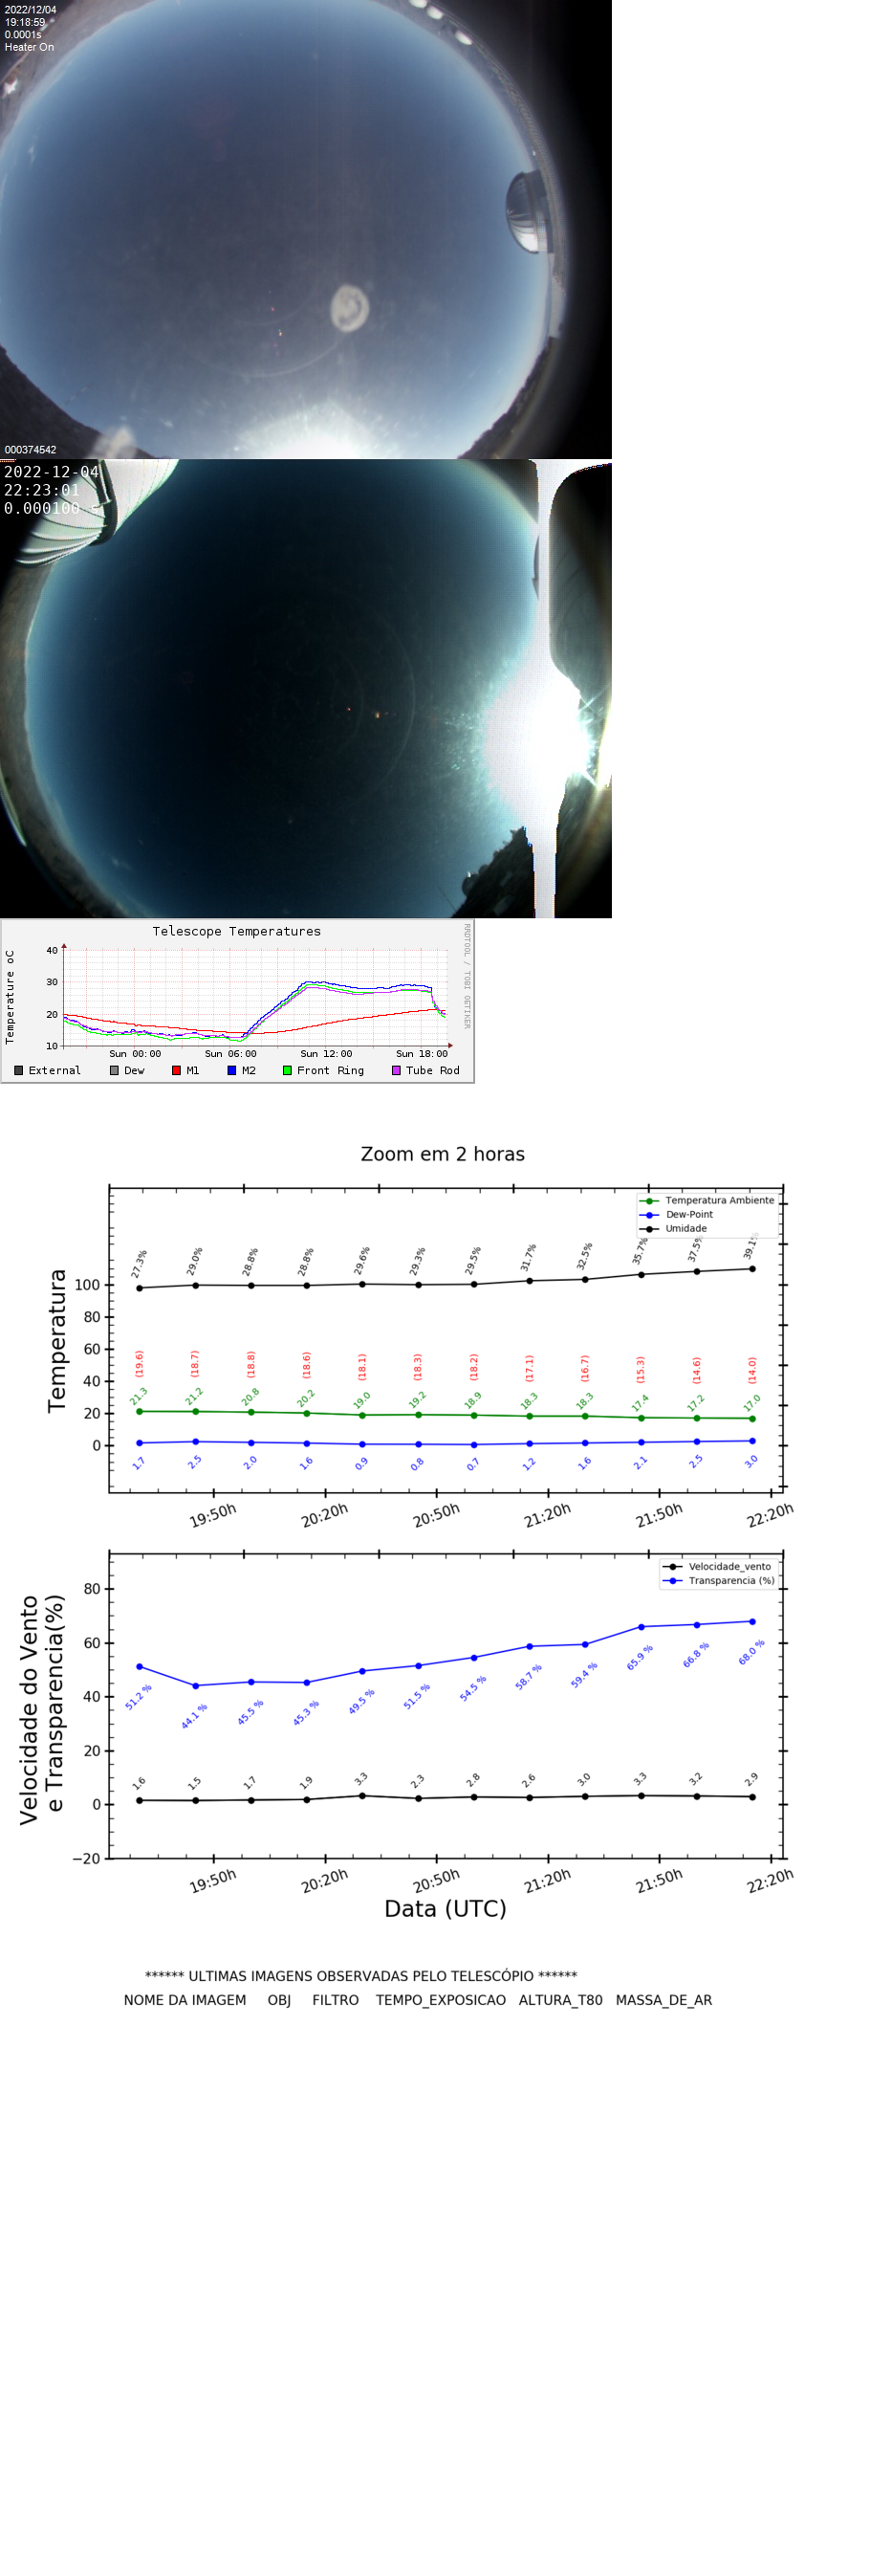 2022/12/04
19:18:59
0.0001s
Heater On
000374542
2022-12-04
22:23:01
0.000100 s
Telescope Temperatures
RRDTOOL / TOBI OETIKER
Temperature oC
40
30
20
10
Sun 00:00 Sun 06:00 Sun 12:00 Sun 18:00
External Dew M1 M2 Front Ring Tube Rod
Zoom em 2 horas
Temperatura Ambiente
Dew-Point
Umidade
Temperatura
100
80
60
40
20
0
27.3% 29.0% 28.8% 28.8% 29.6% 29.3% 29.5% 31.7% 32.5% 35.7% 37.5% 39.1%
(19.6) (18.7) (18.8) (18.6) (18.1) (18.3) (18.2) (17.1) (16.7) (15.3) (14.6) (14.0)
21.3 21.2 20.8 20.2 19.0 19.2 18.9 18.3 18.3 17.4 17.2 17.0
1.7 2.5 2.0 1.6 0.9 0.8 0.7 1.2 1.6 2.1 2.5 3.0
19:50h 20:20h 20:50h 21:20h 21:50h 22:20h
Velocidade_vento
Transparencia (%)
Velocidade do Vento
e Transparencia(%)
80
60
40
20
0
−20
51.2 % 44.1 % 45.5 % 45.3 % 49.5 % 51.5 % 54.5 % 58.7 % 59.4 % 65.9 % 66.8 % 68.0 %
1.6 1.5 1.7 1.9 3.3 2.3 2.8 2.6 3.0 3.3 3.2 2.9
19:50h 20:20h 20:50h 21:20h 21:50h 22:20h
Data (UTC)
****** ULTIMAS IMAGENS OBSERVADAS PELO TELESCÓPIO ******
NOME DA IMAGEM OBJ FILTRO TEMPO_EXPOSICAO ALTURA_T80 MASSA_DE_AR